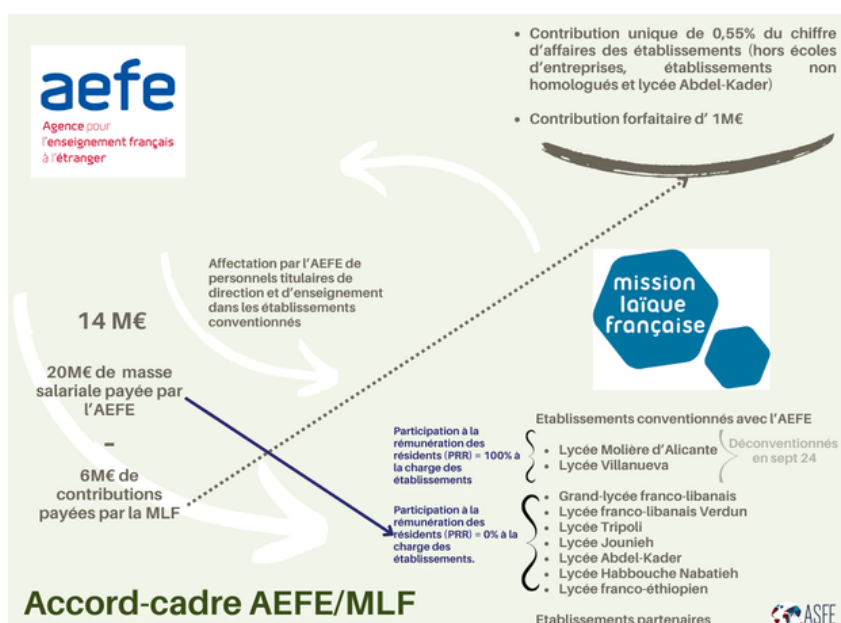 aefe
Agence pour
l'enseignement français
à l'étranger
• Contribution unique de 0,55% du chiffre
d'affaires des établissements (hors écoles
d'entreprises, établissements non
homologués et lycée Abdel-Kader)
• Contribution forfaitaire d' 1M€
Affectation par l'AEFE de
personnels titulaires de
direction et d'enseignement
dans les établissements
conventionnés
mission
laïque
française
14 M€
20M€ de masse
salariale payée par
l'AEFE
-
6M€ de
contributions
payées par la MLF
Etablissements conventionnés avec l'AEFE
Participation à la
rémunération des
résidents (PRR) = 100% à
la charge des
établissements
• Lycée Molière d'Alicante
• Lycée Villanueva
Déconventionnés
en sept 24
Participation à la
rémunération des
résidents (PRR) = 0% à la
charge des
établissements.
• Grand-lycée franco-libanais
• Lycée franco-libanais Verdun
• Lycée Tripoli
• Lycée Jounieh
• Lycée Abdel-Kader
• Lycée Habbouche Nabatieh
• Lycée franco-éthiopien
Etablissements partenaires
Accord-cadre AEFE/MLF
ASFE